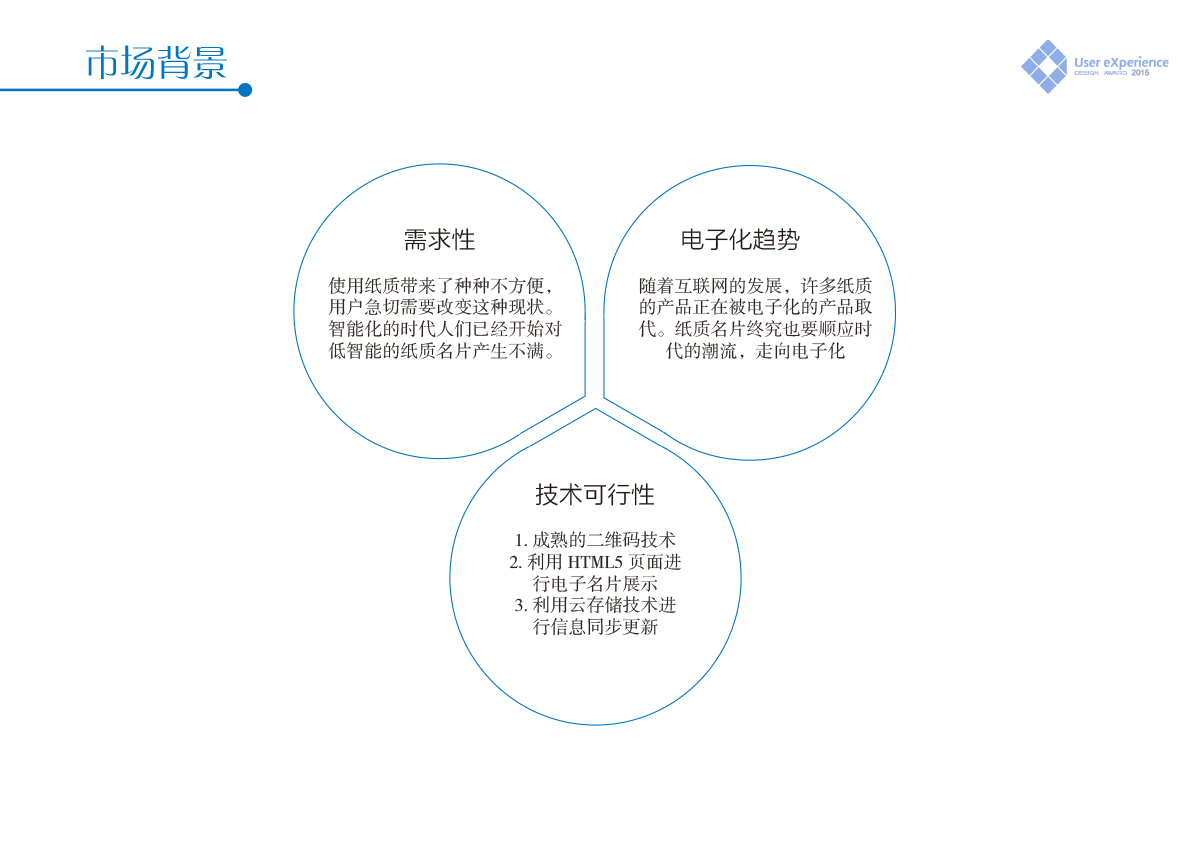 市场背景
User eXperience
DESIGN AWARD 2015
需求性
使用纸质带来了种种不方便，
用户急切需要改变这种现状。
智能化的时代人们已经开始对
低智能的纸质名片产生不满。
电子化趋势
随着互联网的发展，许多纸质
的产品正在被电子化的产品取
代。纸质名片终究也要顺应时
代的潮流，走向电子化
技术可行性
1. 成熟的二维码技术
2. 利用 HTML5 页面进
行电子名片展示
3. 利用云存储技术进
行信息同步更新